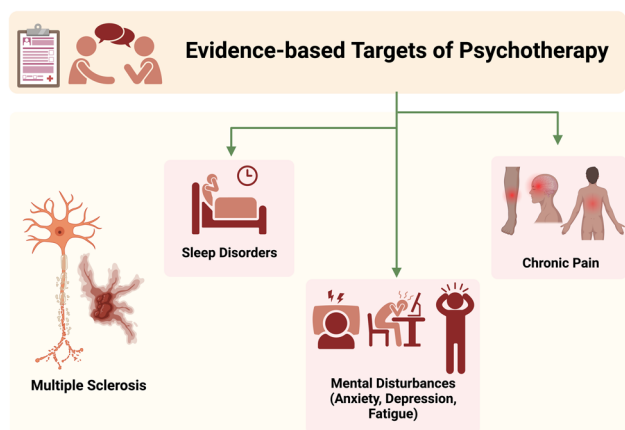 Evidence-based Targets of Psychotherapy
Sleep Disorders
Chronic Pain
Multiple Sclerosis
Mental Disturbances
(Anxiety, Depression,
Fatigue)